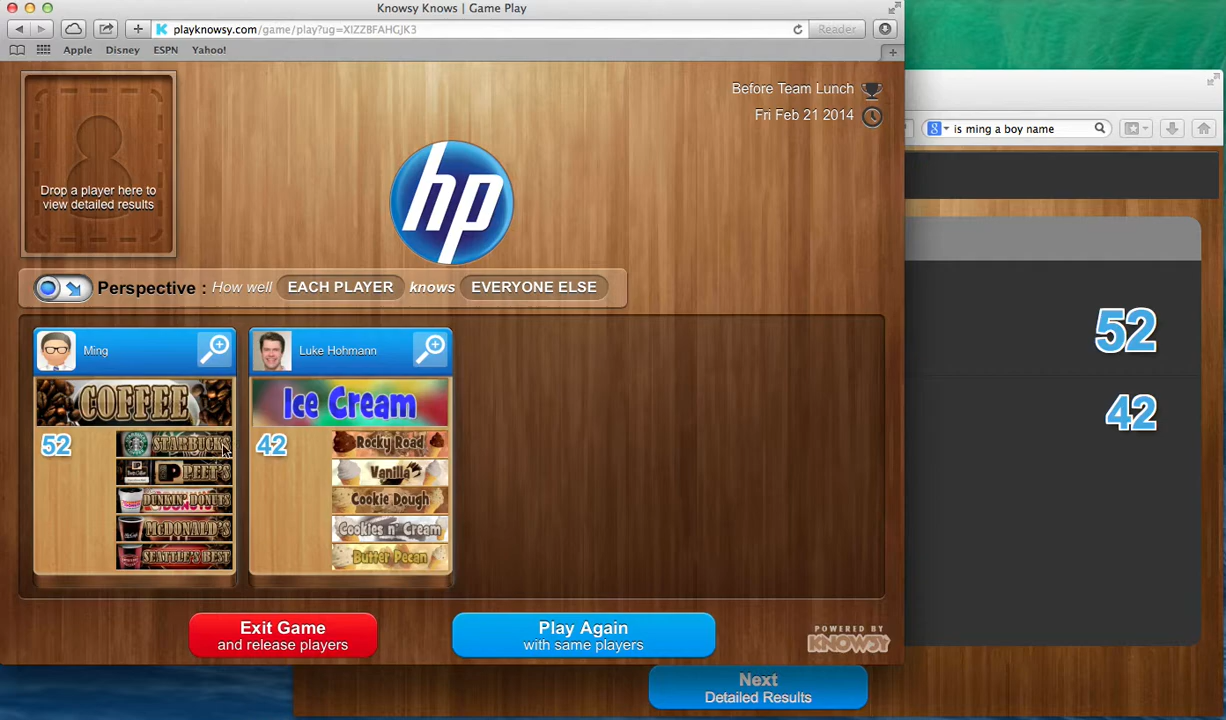 Knowsy Knows | Game Play
playknowsy.com/game/play?ug=XIZZBFAHGJK3
Reader
Apple Disney ESPN Yahoo!
Before Team Lunch
Fri Feb 21 2014
Drop a player here to
view detailed results
hp
is ming a boy name
Perspective : How well EACH PLAYER knows EVERYONE ELSE
52
42
Ming
COFFEE
52
STARBUCKS
PEET'S
DUNKIN' DONUTS
McDONALD'S
SEATTLE'S BEST
Luke Hohmann
Ice Cream
42
Rocky Road
Vanilla
Cookie Dough
Cookies n' Cream
Butter Pecan
Exit Game
and release players
Play Again
with same players
POWERED BY
KNOWSY
Next
Detailed Results